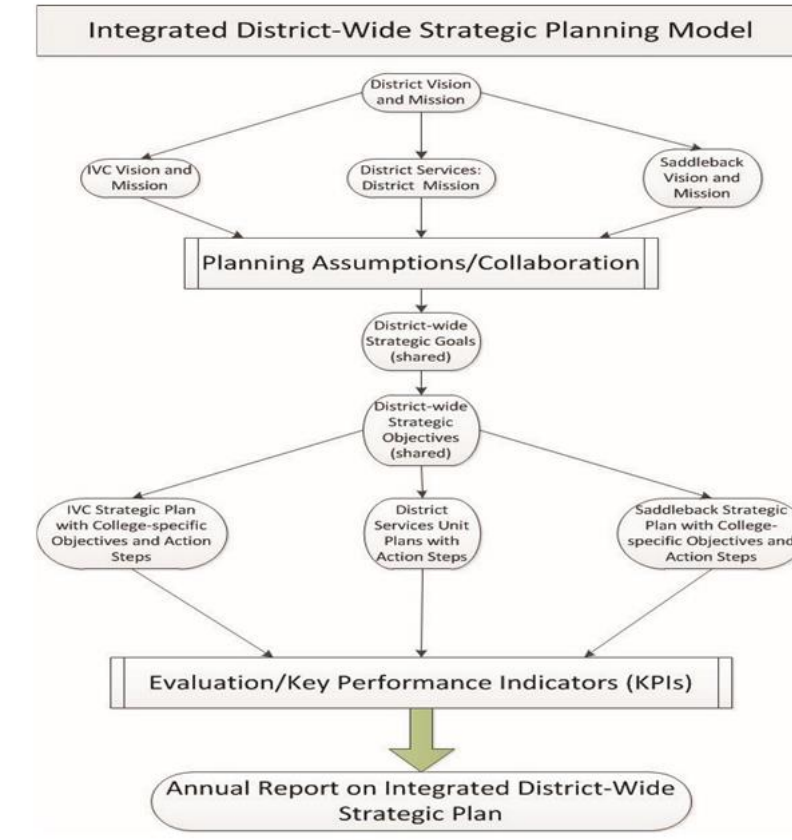 Integrated District-Wide Strategic Planning Model
District Vision
and Mission
IVC Vision and
Mission
District Services:
District Mission
Saddleback
Vision and
Mission
Planning Assumptions/Collaboration
District-wide
Strategic Goals
(shared)
District-wide
Strategic
Objectives
(shared)
IVC Strategic Plan
with College-specific
Objectives and Action
Steps
District
Services Unit
Plans with
Action Steps
Saddleback Strategic
Plan with College-
specific Objectives and
Action Steps
Evaluation/Key Performance Indicators (KPIs)
Annual Report on Integrated District-Wide
Strategic Plan